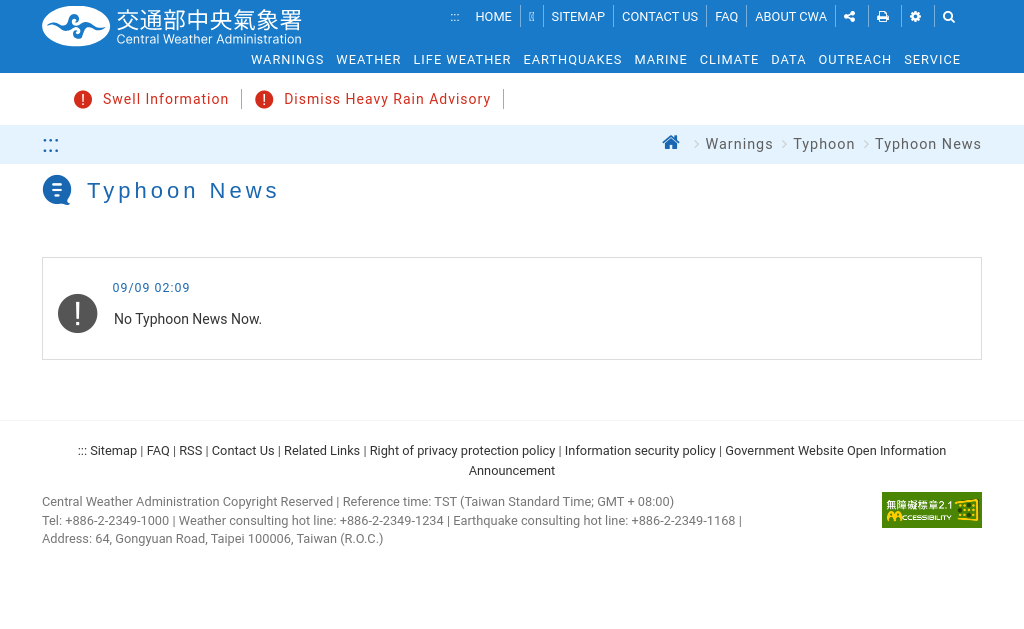 交通部中央氣象署
Central Weather Administration
::: HOME SITEMAP CONTACT US FAQ ABOUT CWA
WARNINGS WEATHER LIFE WEATHER EARTHQUAKES MARINE CLIMATE DATA OUTREACH SERVICE
Swell Information Dismiss Heavy Rain Advisory
::: Warnings Typhoon Typhoon News
Typhoon News
09/09 02:09
No Typhoon News Now.
::: Sitemap | FAQ | RSS | Contact Us | Related Links | Right of privacy protection policy | Information security policy | Government Website Open Information
Announcement
Central Weather Administration Copyright Reserved | Reference time: TST (Taiwan Standard Time; GMT + 08:00)
Tel: +886-2-2349-1000 | Weather consulting hot line: +886-2-2349-1234 | Earthquake consulting hot line: +886-2-2349-1168 |
Address: 64, Gongyuan Road, Taipei 100006, Taiwan (R.O.C.)
無障礙標章2.1
AACCESSIBILITY